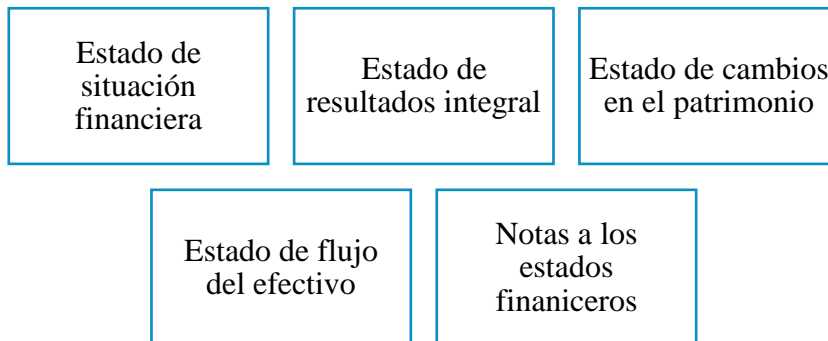 Estado de
situación
financiera
Estado de
resultados integral
Estado de cambios
en el patrimonio
Estado de flujo
del efectivo
Notas a los
estados
finaniceros